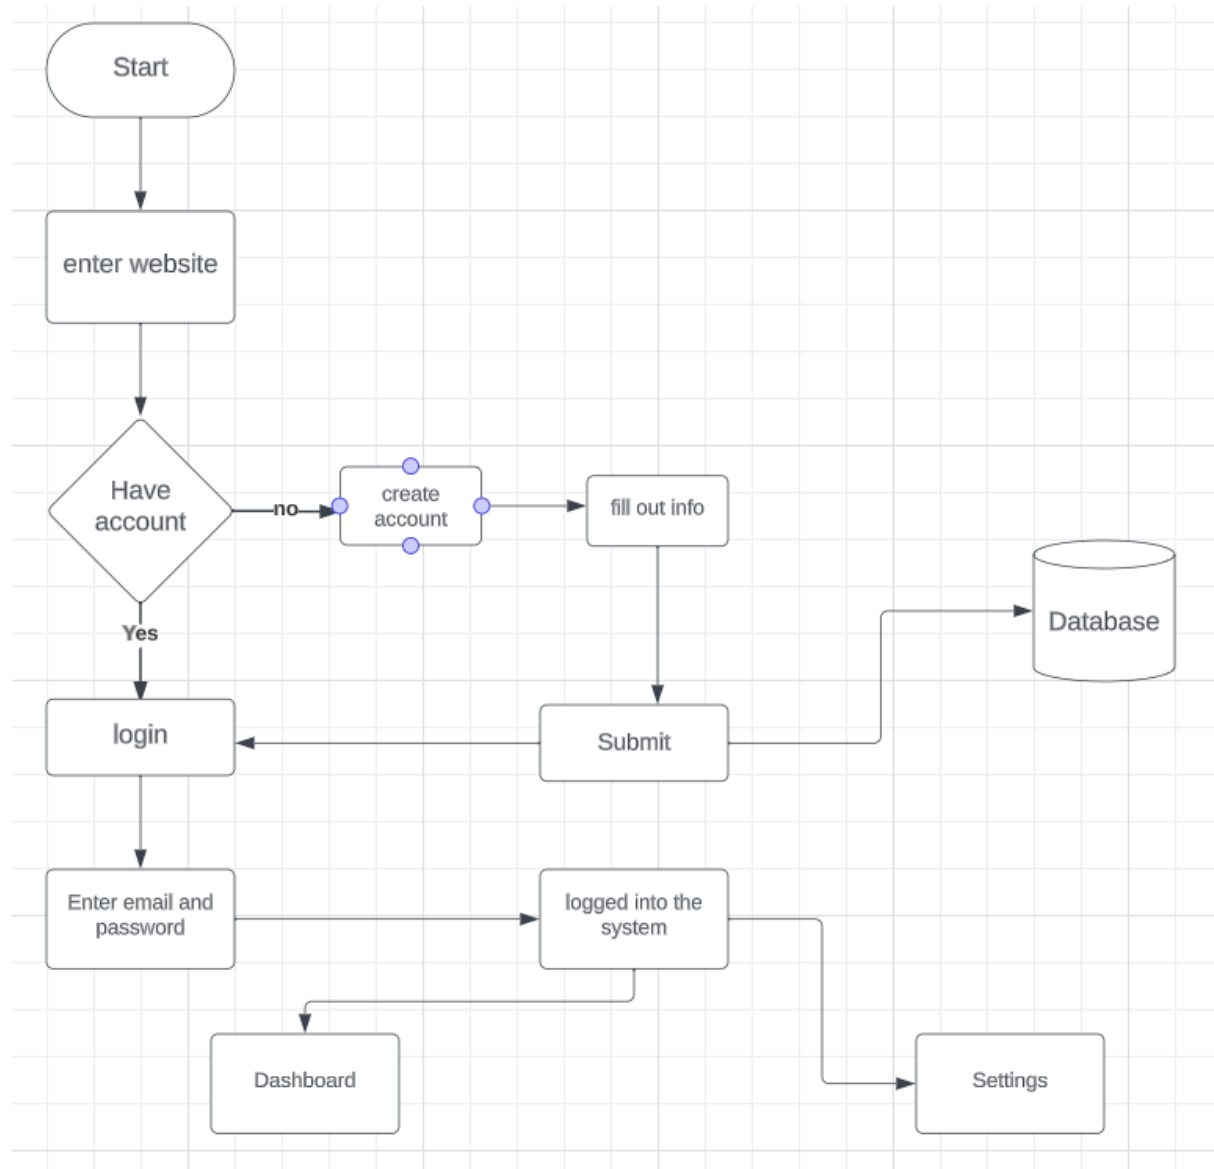 Start
enter website
Have
account
no
create
account
fill out info
Yes
Database
login
Submit
Enter email and
password
logged into the
system
Dashboard
Settings